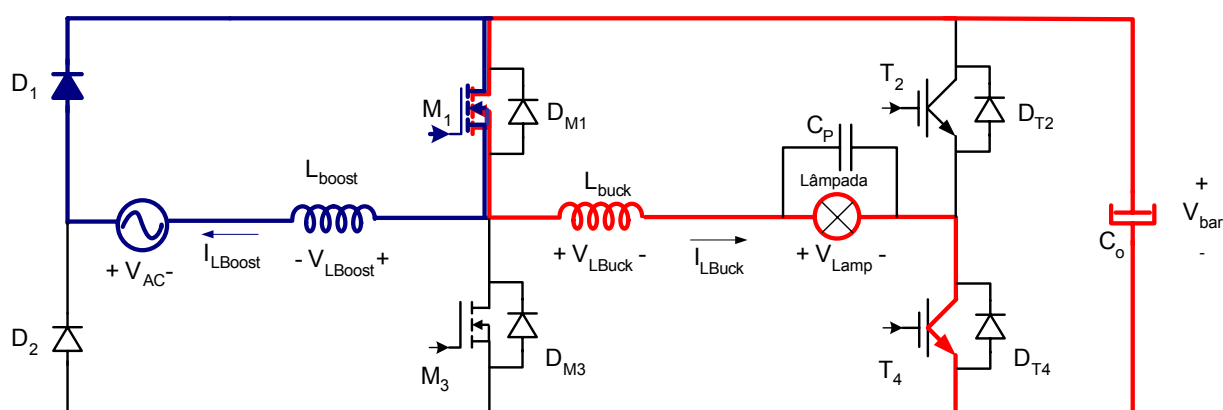 D1
M1
DM1
T2
DT2
CP
Lâmpada
Lboost
Lbuck
+ VAC -
ILBoost
- VLBoost +
+ VLBuck -
ILBuck
+ VLamp -
Co
+
Vbar
-
D2
M3
DM3
T4
DT4